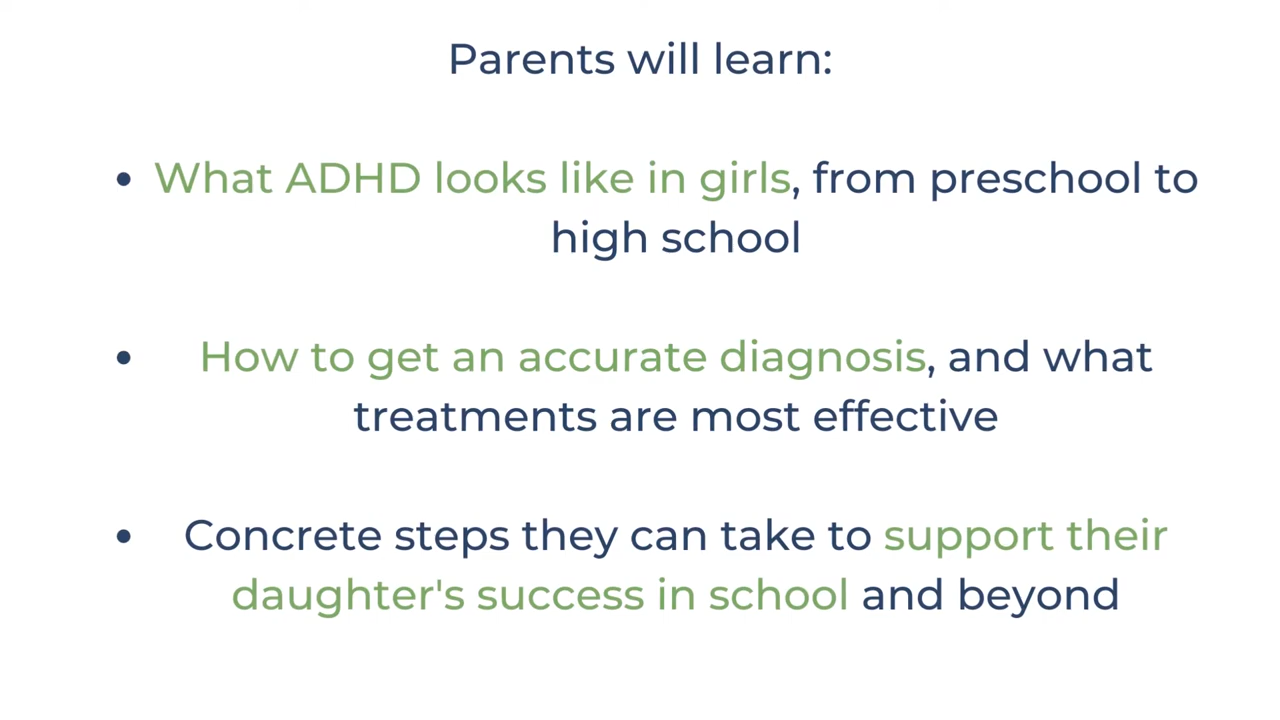 Parents will learn:
• What ADHD looks like in girls, from preschool to
high school
• How to get an accurate diagnosis, and what
treatments are most effective
• Concrete steps they can take to support their
daughter's success in school and beyond